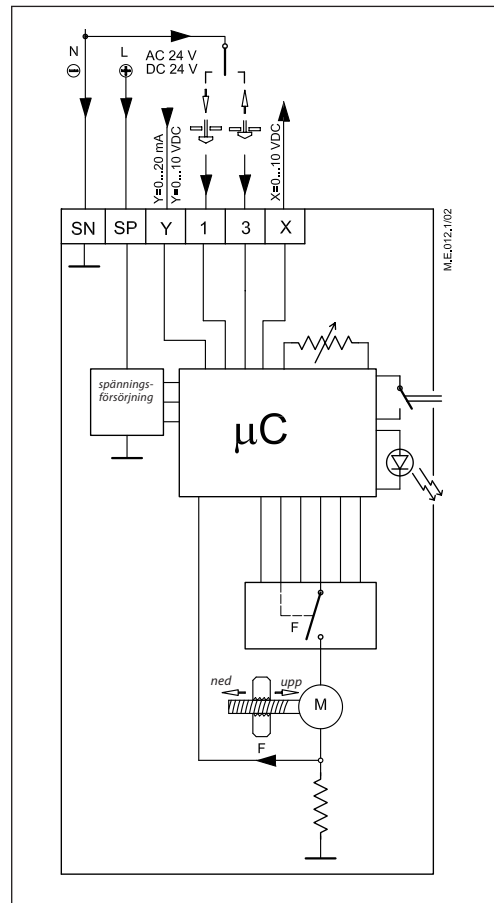 N
L
AC 24 V
DC 24 V
Y=0...20 mA
Y=0...10 VDC
X=0...10 VDC
SN SP Y 1 3 X
M.E.012.1/02
spännings-
försörjning
µC
F
ned
upp
M
F